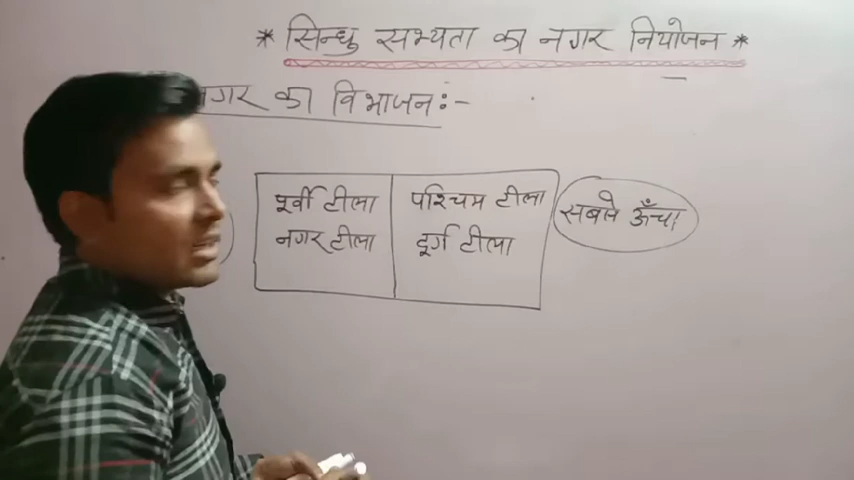 * सिन्धु सभ्यता का नगर नियोजन *
नगर का विभाजन :-
पूर्वी टीला
नगर टीला
पश्चिम टीला
दुर्ग टीला
सबसे ऊँचा